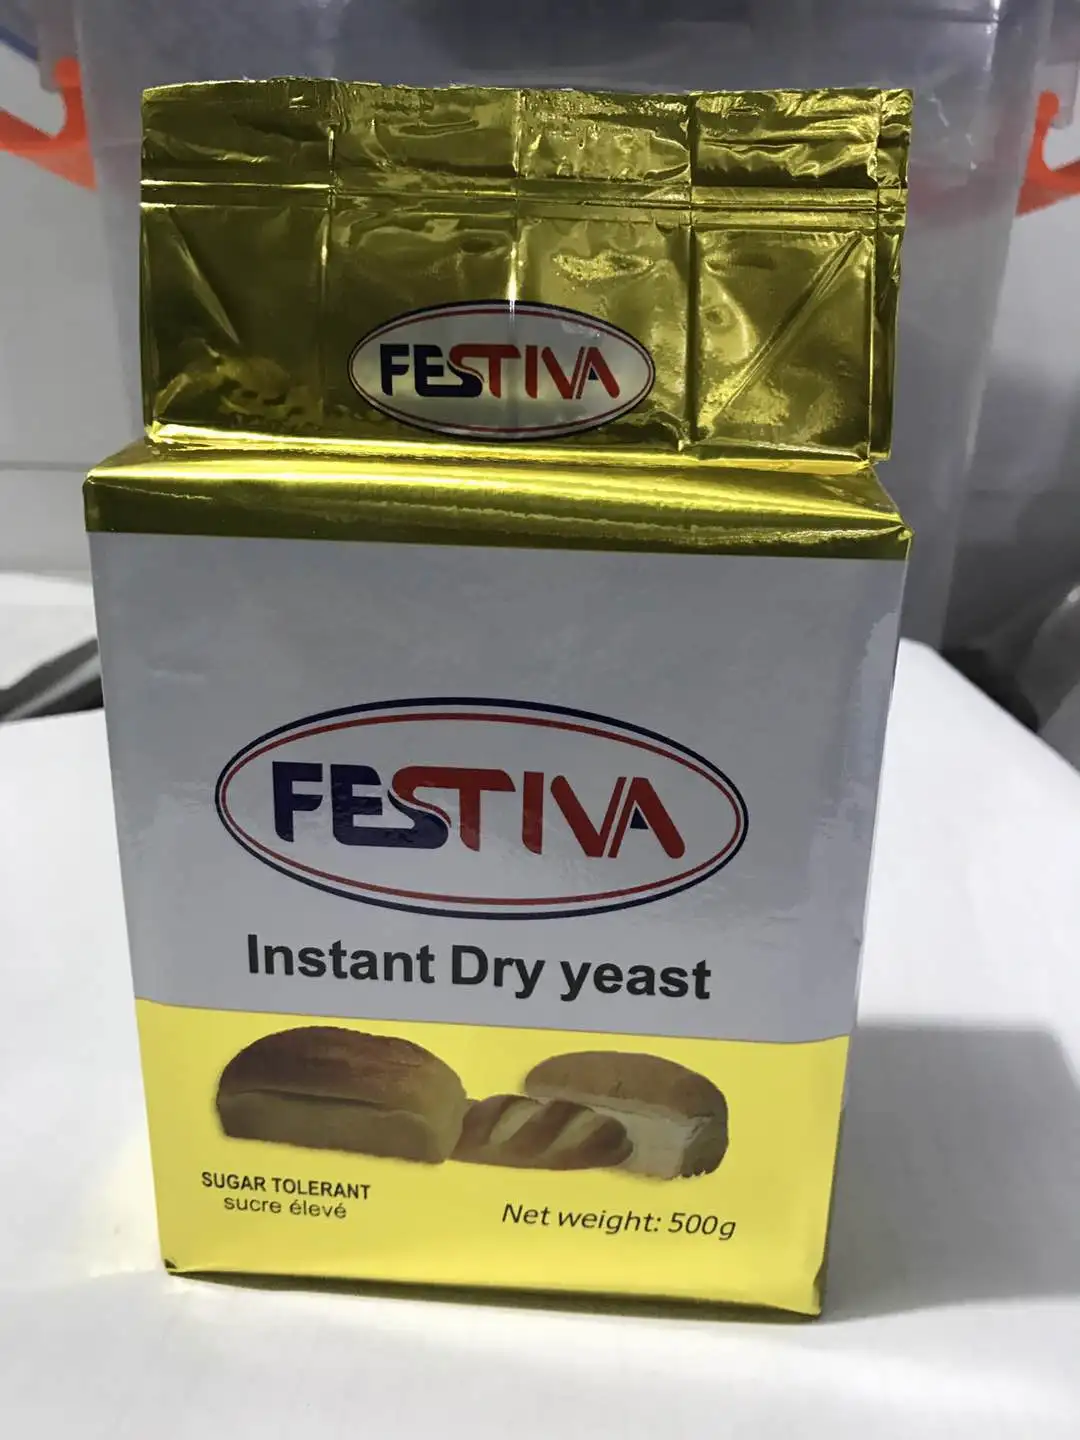 FESTIVA
FESTIVA
Instant Dry yeast
SUGAR TOLERANT
sucre élevé
Net weight: 500g